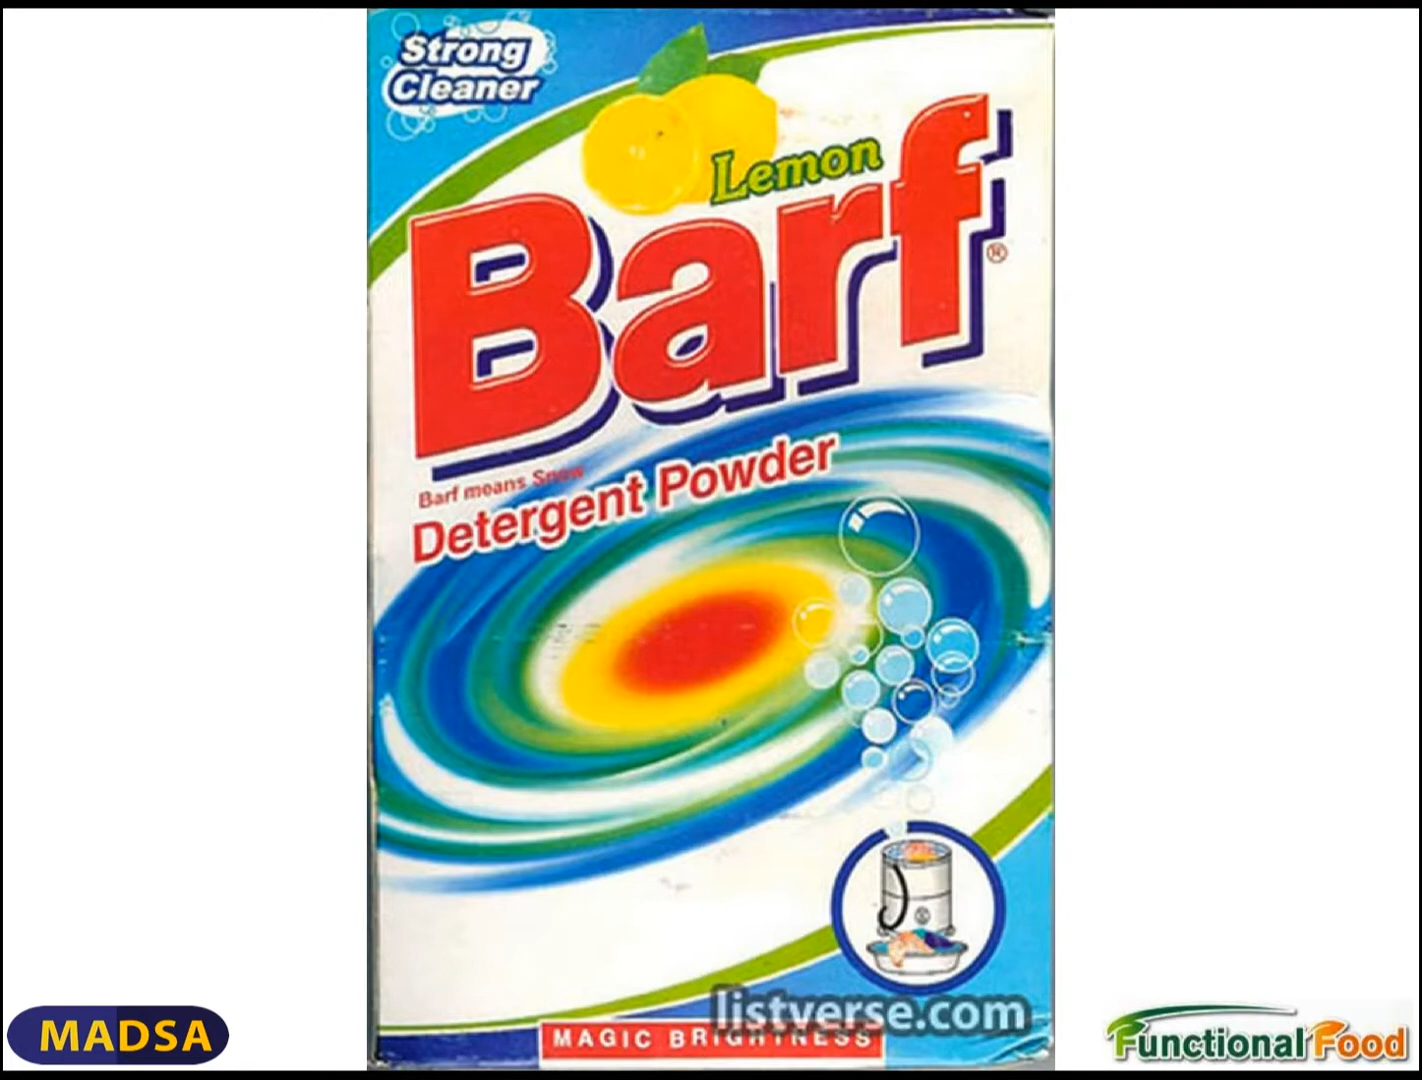 Strong
Cleaner
Lemon
Barf
®
Barf means Snow
Detergent Powder
listverse.com
MAGIC BRIGHTNESS
MADSA
Functional Food